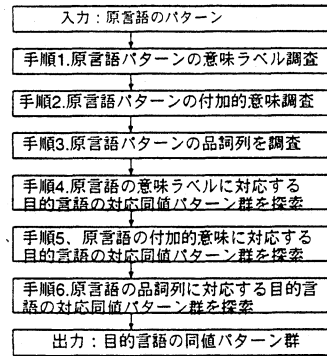 入力：原言語のパターン
手順1.原言語パターンの意味ラベル調査
手順2.原言語パターンの付加的意味調査
手順3.原言語パターンの品詞列を調査
手順4.原言語の意味ラベルに対応する
目的言語の対応同値パターン群を探索
手順5、原言語の付加的意味に対応する
目的言語の対応同値パターン群を探索
手順6.原言語の品詞列に対応する目的言
語の対応同値パターン群を探索
出力：目的言語の同値パターン群